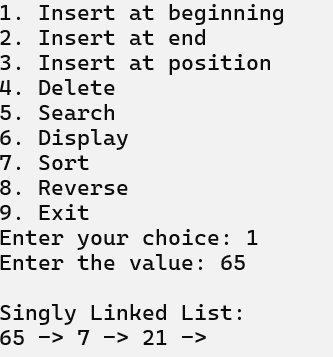 1. Insert at beginning
2. Insert at end
3. Insert at position
4. Delete
5. Search
6. Display
7. Sort
8. Reverse
9. Exit
Enter your choice: 1
Enter the value: 65
Singly Linked List:
65 -> 7 -> 21 ->